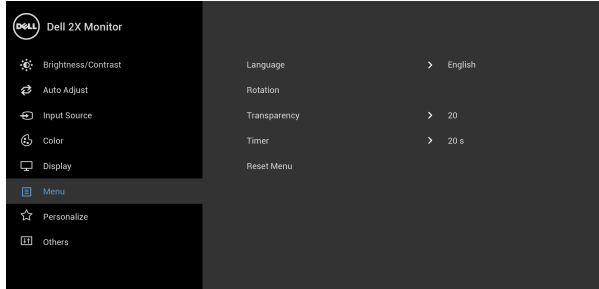 DELL Dell 2X Monitor
Brightness/Contrast Language > English
Auto Adjust Rotation
Input Source Transparency > 20
Color Timer > 20 s
Display Reset Menu
Menu
Personalize
Others